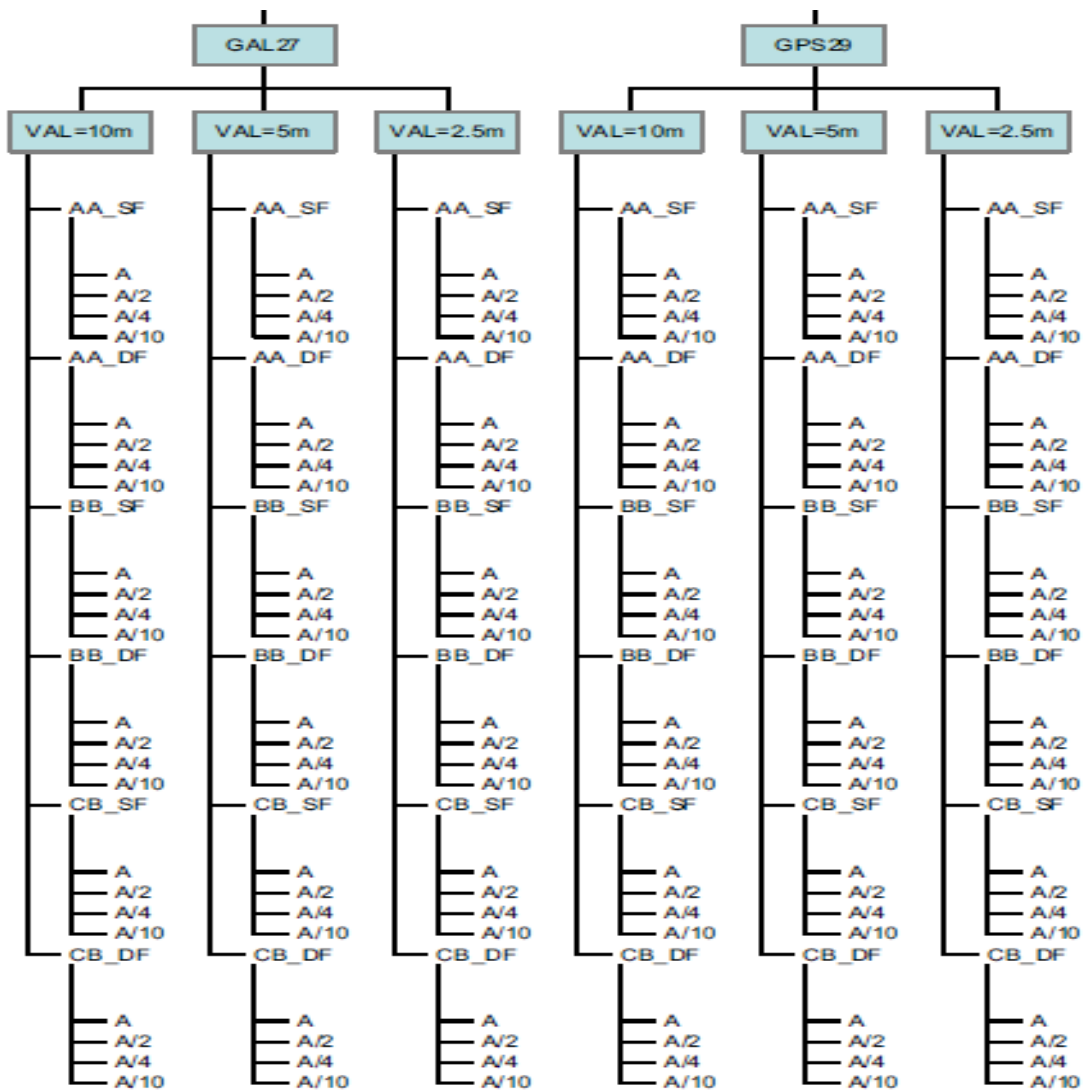 GAL27 GPS29
VAL=10m VAL=5m VAL=2.5m VAL=10m VAL=5m VAL=2.5m
AA_SF AA_SF AA_SF AA_SF AA_SF AA_SF
A A A A A A
A/2 A/2 A/2 A/2 A/2 A/2
A/4 A/4 A/4 A/4 A/4 A/4
A/10 A/10 A/10 A/10 A/10 A/10
AA_DF AA_DF AA_DF AA_DF AA_DF AA_DF
A A A A A A
A/2 A/2 A/2 A/2 A/2 A/2
A/4 A/4 A/4 A/4 A/4 A/4
A/10 A/10 A/10 A/10 A/10 A/10
BB_SF BB_SF BB_SF BB_SF BB_SF BB_SF
A A A A A A
A/2 A/2 A/2 A/2 A/2 A/2
A/4 A/4 A/4 A/4 A/4 A/4
A/10 A/10 A/10 A/10 A/10 A/10
BB_DF BB_DF BB_DF BB_DF BB_DF BB_DF
A A A A A A
A/2 A/2 A/2 A/2 A/2 A/2
A/4 A/4 A/4 A/4 A/4 A/4
A/10 A/10 A/10 A/10 A/10 A/10
CB_SF CB_SF CB_SF CB_SF CB_SF CB_SF
A A A A A A
A/2 A/2 A/2 A/2 A/2 A/2
A/4 A/4 A/4 A/4 A/4 A/4
A/10 A/10 A/10 A/10 A/10 A/10
CB_DF CB_DF CB_DF CB_DF CB_DF CB_DF
A A A A A A
A/2 A/2 A/2 A/2 A/2 A/2
A/4 A/4 A/4 A/4 A/4 A/4
A/10 A/10 A/10 A/10 A/10 A/10